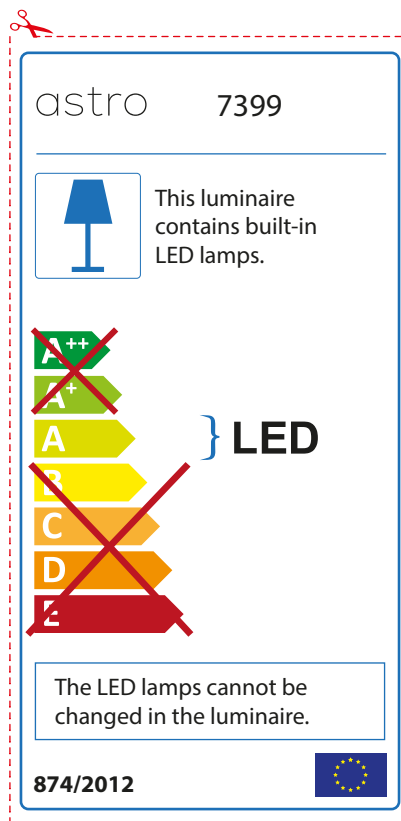 astro 7399
This luminaire
contains built-in
LED lamps.
A++
A+
A
} LED
B
C
D
E
The LED lamps cannot be
changed in the luminaire.
874/2012